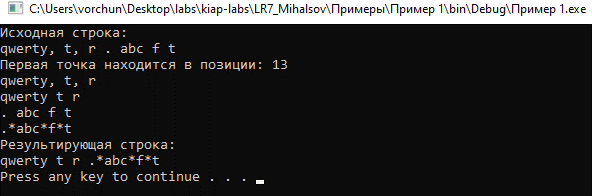 C:\Users\vorchun\Desktop\labs\kiap-labs\LR7_Mihalsov\Примеры\Пример 1\bin\Debug\Пример 1.exe
Исходная строка:
qwerty, t, r . abc f t
Первая точка находится в позиции: 13
qwerty, t, r
qwerty t r
. abc f t
.*abc*f*t
Результирующая строка:
qwerty t r .*abc*f*t
Press any key to continue . . .